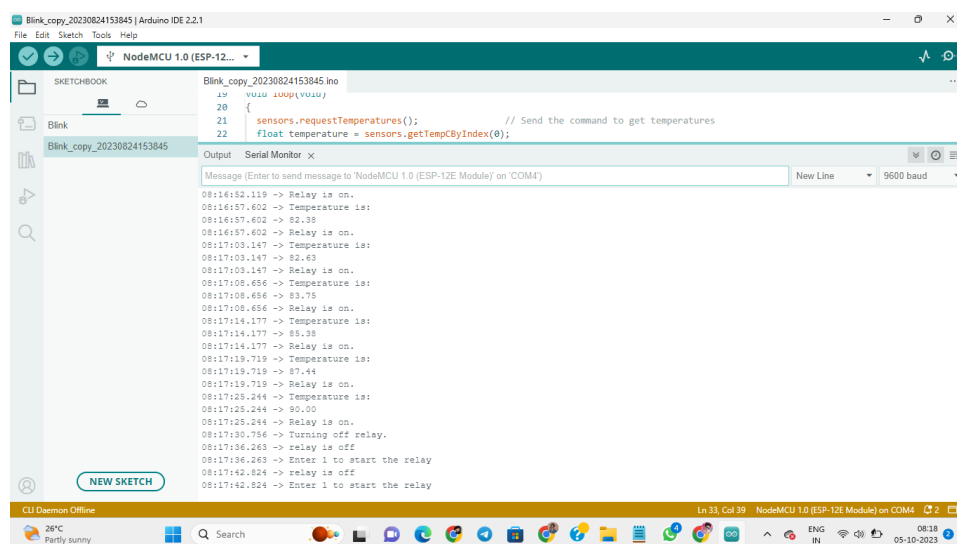 Blink_copy_20230824153845 | Arduino IDE 2.2.1
File Edit Sketch Tools Help
NodeMCU 1.0 (ESP-12...
SKETCHBOOK
Blink
Blink_copy_20230824153845
NEW SKETCH
Blink_copy_20230824153845.ino
19 void loop(void)
20 {
21 sensors.requestTemperatures(); // Send the command to get temperatures
22 float temperature = sensors.getTempCByIndex(0);
Output Serial Monitor
Message (Enter to send message to 'NodeMCU 1.0 (ESP-12E Module)' on 'COM4') New Line 9600 baud
08:16:52.119 -> Relay is on.
08:16:57.602 -> Temperature is:
08:16:57.602 -> 82.38
08:16:57.602 -> Relay is on.
08:17:03.147 -> Temperature is:
08:17:03.147 -> 82.63
08:17:03.147 -> Relay is on.
08:17:08.656 -> Temperature is:
08:17:08.656 -> 83.75
08:17:08.656 -> Relay is on.
08:17:14.177 -> Temperature is:
08:17:14.177 -> 85.38
08:17:14.177 -> Relay is on.
08:17:19.719 -> Temperature is:
08:17:19.719 -> 87.44
08:17:19.719 -> Relay is on.
08:17:25.244 -> Temperature is:
08:17:25.244 -> 90.00
08:17:25.244 -> Relay is on.
08:17:30.756 -> Turning off relay.
08:17:36.263 -> relay is off
08:17:36.263 -> Enter 1 to start the relay
08:17:42.824 -> relay is off
08:17:42.824 -> Enter 1 to start the relay
CLI Daemon Offline Ln 33, Col 39 NodeMCU 1.0 (ESP-12E Module) on COM4 2
26°C
Partly sunny
Search
4
ENG
IN
08:18
05-10-2023
2